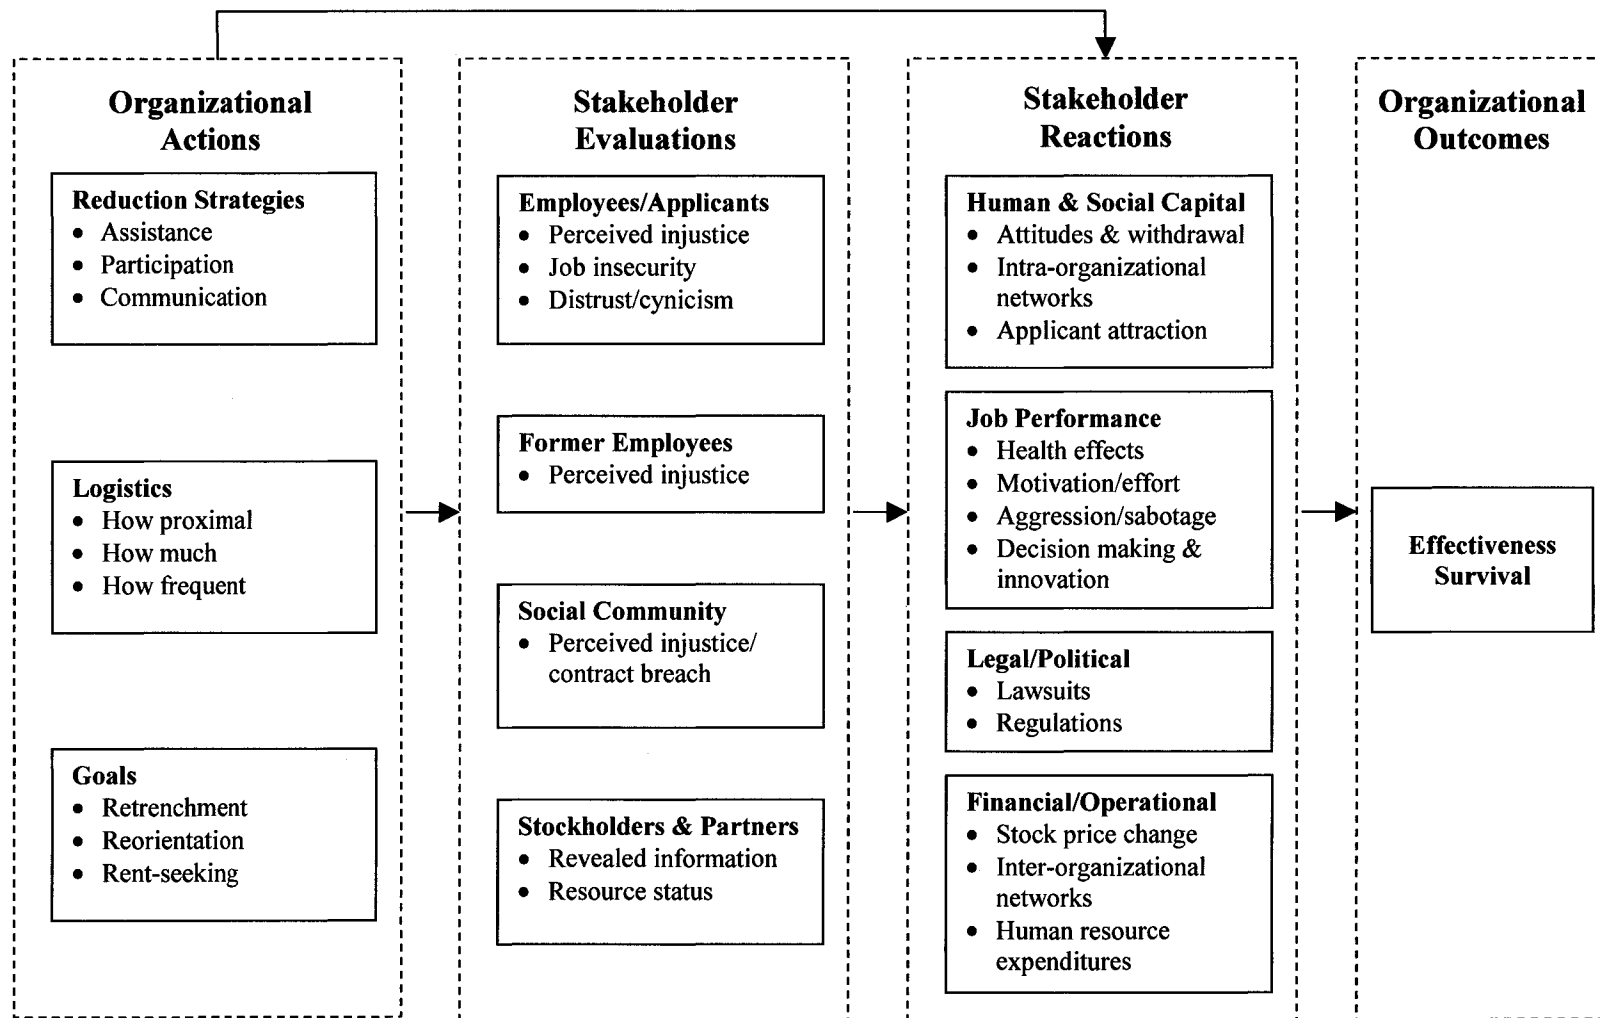 Organizational
Actions
Reduction Strategies
• Assistance
• Participation
• Communication
Logistics
• How proximal
• How much
• How frequent
Goals
• Retrenchment
• Reorientation
• Rent-seeking
Stakeholder
Evaluations
Employees/Applicants
• Perceived injustice
• Job insecurity
• Distrust/cynicism
Former Employees
• Perceived injustice
Social Community
• Perceived injustice/
contract breach
Stockholders & Partners
• Revealed information
• Resource status
Stakeholder
Reactions
Human & Social Capital
• Attitudes & withdrawal
• Intra-organizational
networks
• Applicant attraction
Job Performance
• Health effects
• Motivation/effort
• Aggression/sabotage
• Decision making &
innovation
Legal/Political
• Lawsuits
• Regulations
Financial/Operational
• Stock price change
• Inter-organizational
networks
• Human resource
expenditures
Organizational
Outcomes
Effectiveness
Survival